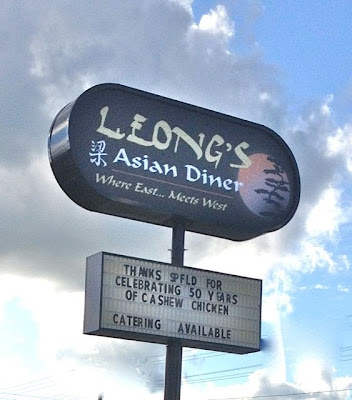 LEONG'S
梁 Asian Diner
Where East... Meets West
THANKS SPFLD FOR
CELEBRATING 50 YEARS
OF CASHEW CHICKEN
CATERING AVAILABLE